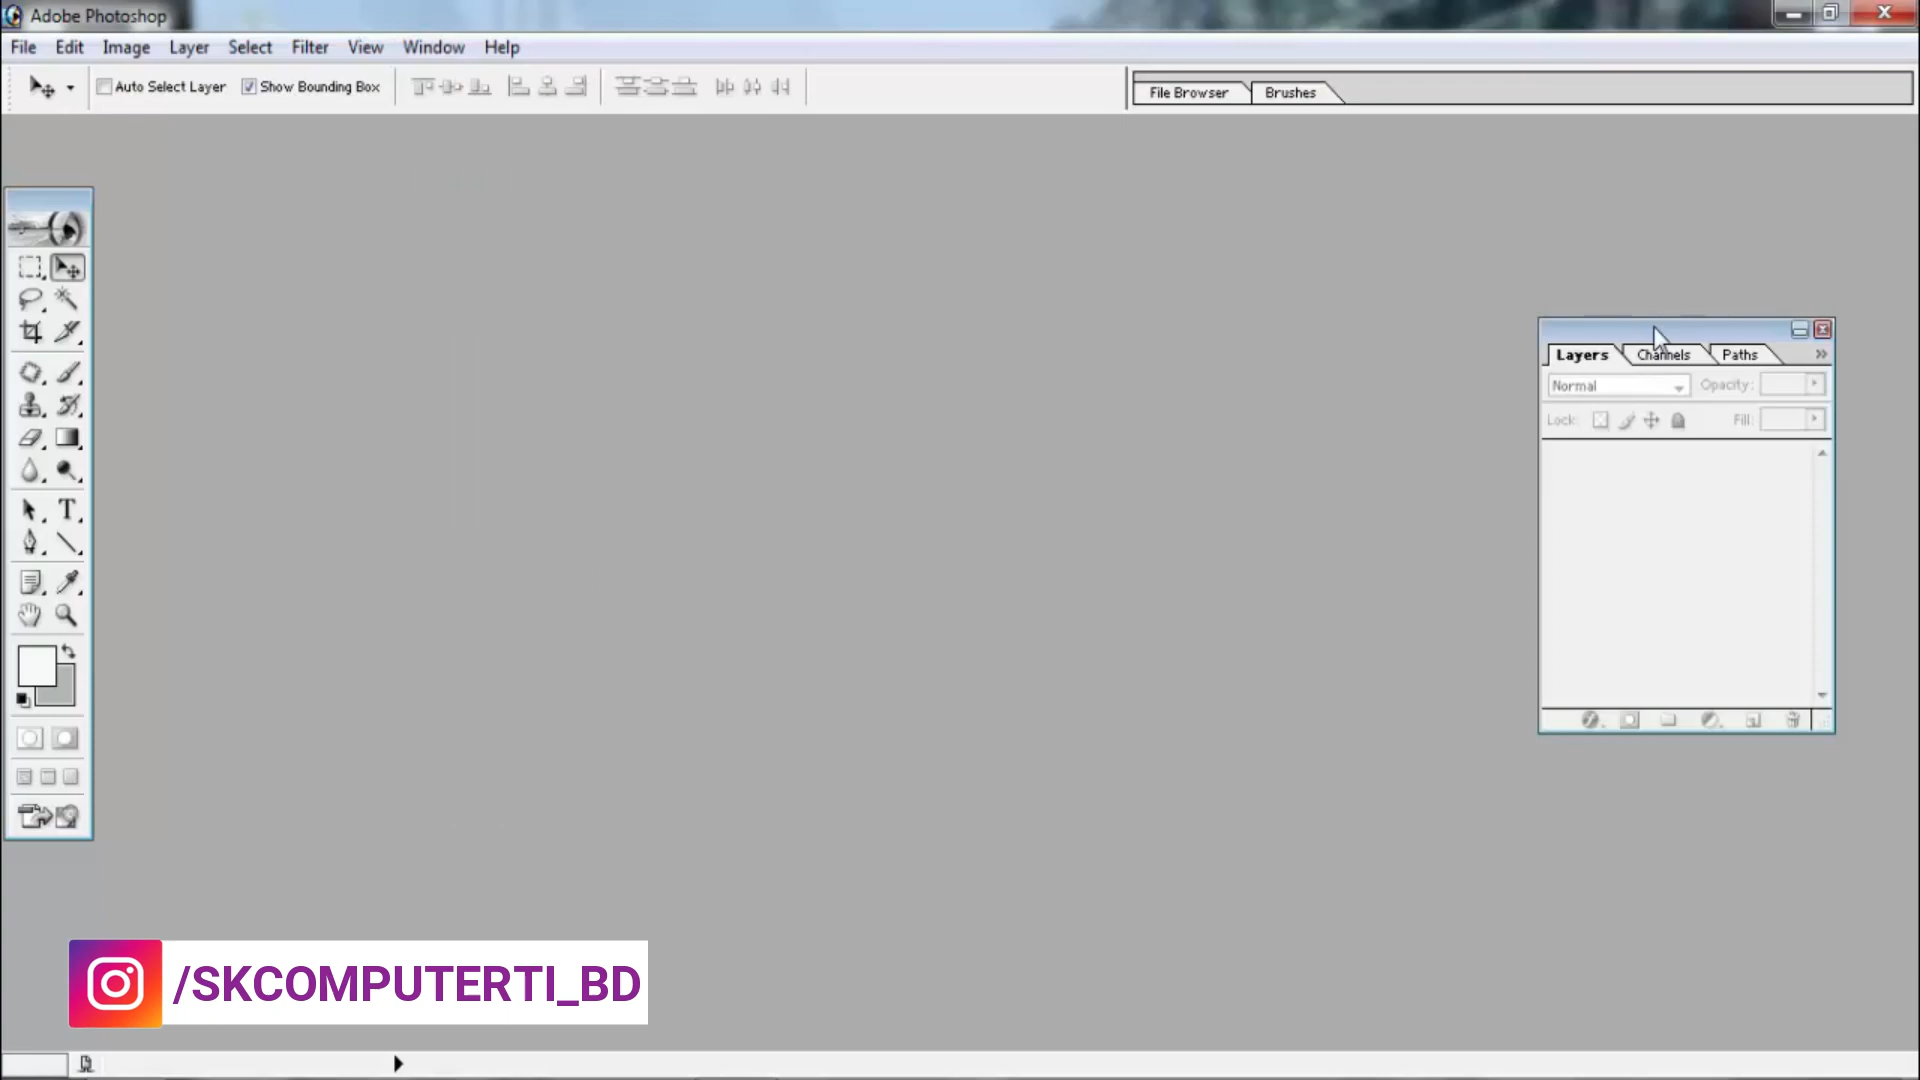 Adobe Photoshop
File Edit Image Layer Select Filter View Window Help
Auto Select Layer Show Bounding Box
File Browser Brushes
Layers Channels Paths
Normal Opacity:
Lock: Fill:
T
/SKCOMPUTERTI_BD